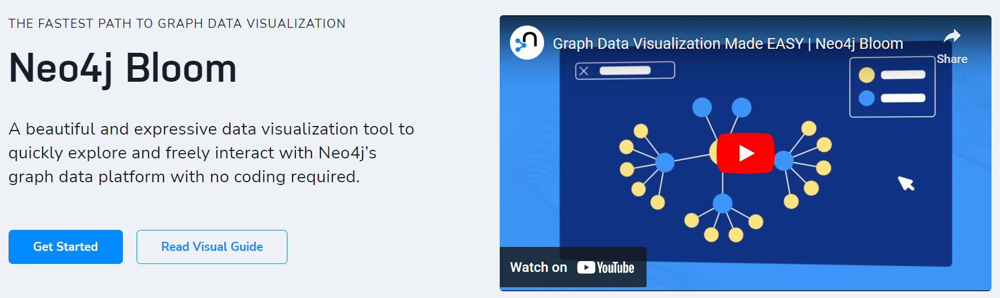 THE FASTEST PATH TO GRAPH DATA VISUALIZATION
Neo4j Bloom
A beautiful and expressive data visualization tool to
quickly explore and freely interact with Neo4j’s
graph data platform with no coding required.
Get Started
Read Visual Guide
Graph Data Visualization Made EASY | Neo4j Bloom
Share
Watch on YouTube